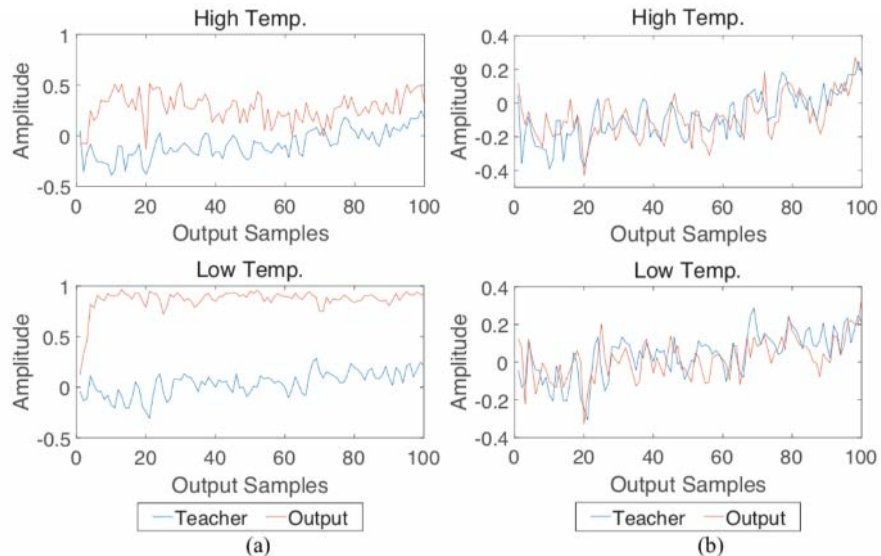 High Temp.
1
0.5
0
-0.5
Amplitude
0 20 40 60 80 100
Output Samples
Low Temp.
1
0.5
0
-0.5
Amplitude
0 20 40 60 80 100
Output Samples
Teacher Output
(a)
High Temp.
0.4
0.2
0
-0.2
-0.4
Amplitude
0 20 40 60 80 100
Output Samples
Low Temp.
0.4
0.2
0
-0.2
-0.4
Amplitude
0 20 40 60 80 100
Output Samples
Teacher Output
(b)